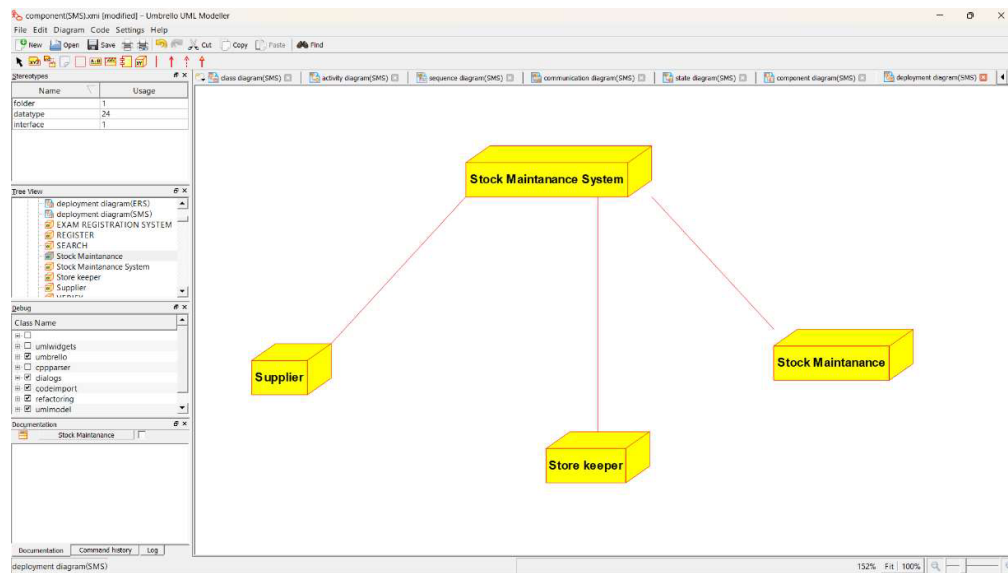 component(SMS).xmi [modified] – Umbrello UML Modeller
File Edit Diagram Code Settings Help
New Open Save Cut Copy Paste Find
Stereotypes
Name Usage
folder 1
datatype 24
interface 1
class diagram(SMS) activity diagram(SMS) sequence diagram(SMS) communication diagram(SMS) state diagram(SMS) component diagram(SMS) deployment diagram(SMS)
Tree View
deployment diagram(ERS)
deployment diagram(SMS)
EXAM REGISTRATION SYSTEM
REGISTER
SEARCH
Stock Maintanance
Stock Maintanance System
Store keeper
Supplier
Debug
Class Name
umlwidgets
umbrello
cppparser
dialogs
codeimport
refactoring
umlmodel
Documentation
Stock Maintanance
Stock Maintanance System
Supplier
Stock Maintanance
Store keeper
Documentation Command history Log
deployment diagram(SMS)
152% Fit 100%